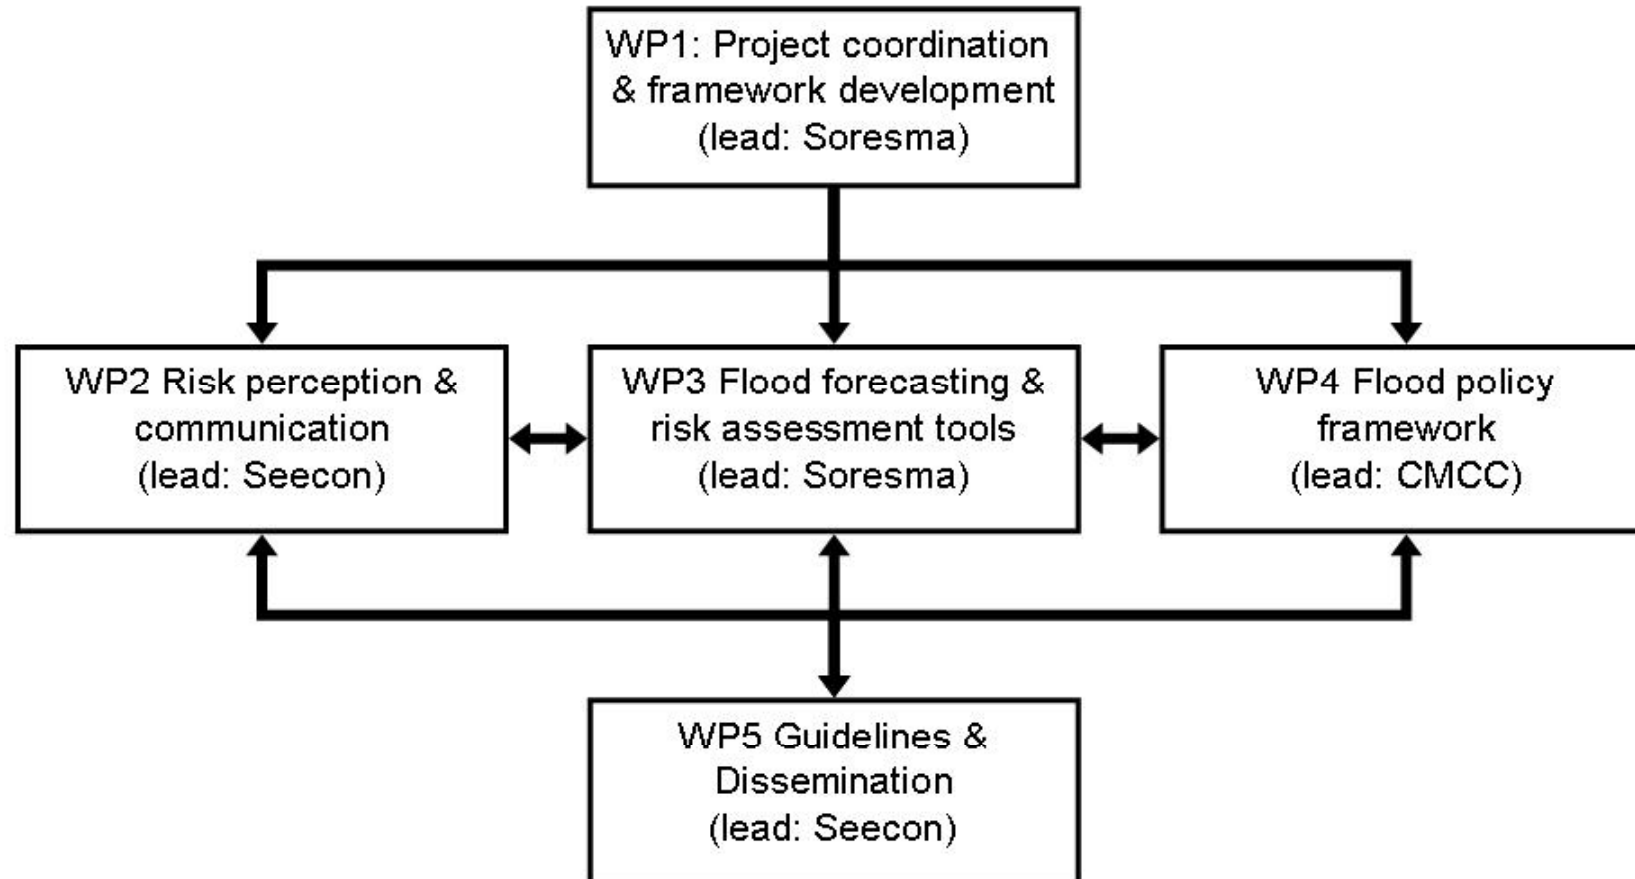 WP1: Project coordination
& framework development
(lead: Soresma)
WP2 Risk perception &
communication
(lead: Seecon)
WP3 Flood forecasting &
risk assessment tools
(lead: Soresma)
WP4 Flood policy
framework
(lead: CMCC)
WP5 Guidelines &
Dissemination
(lead: Seecon)